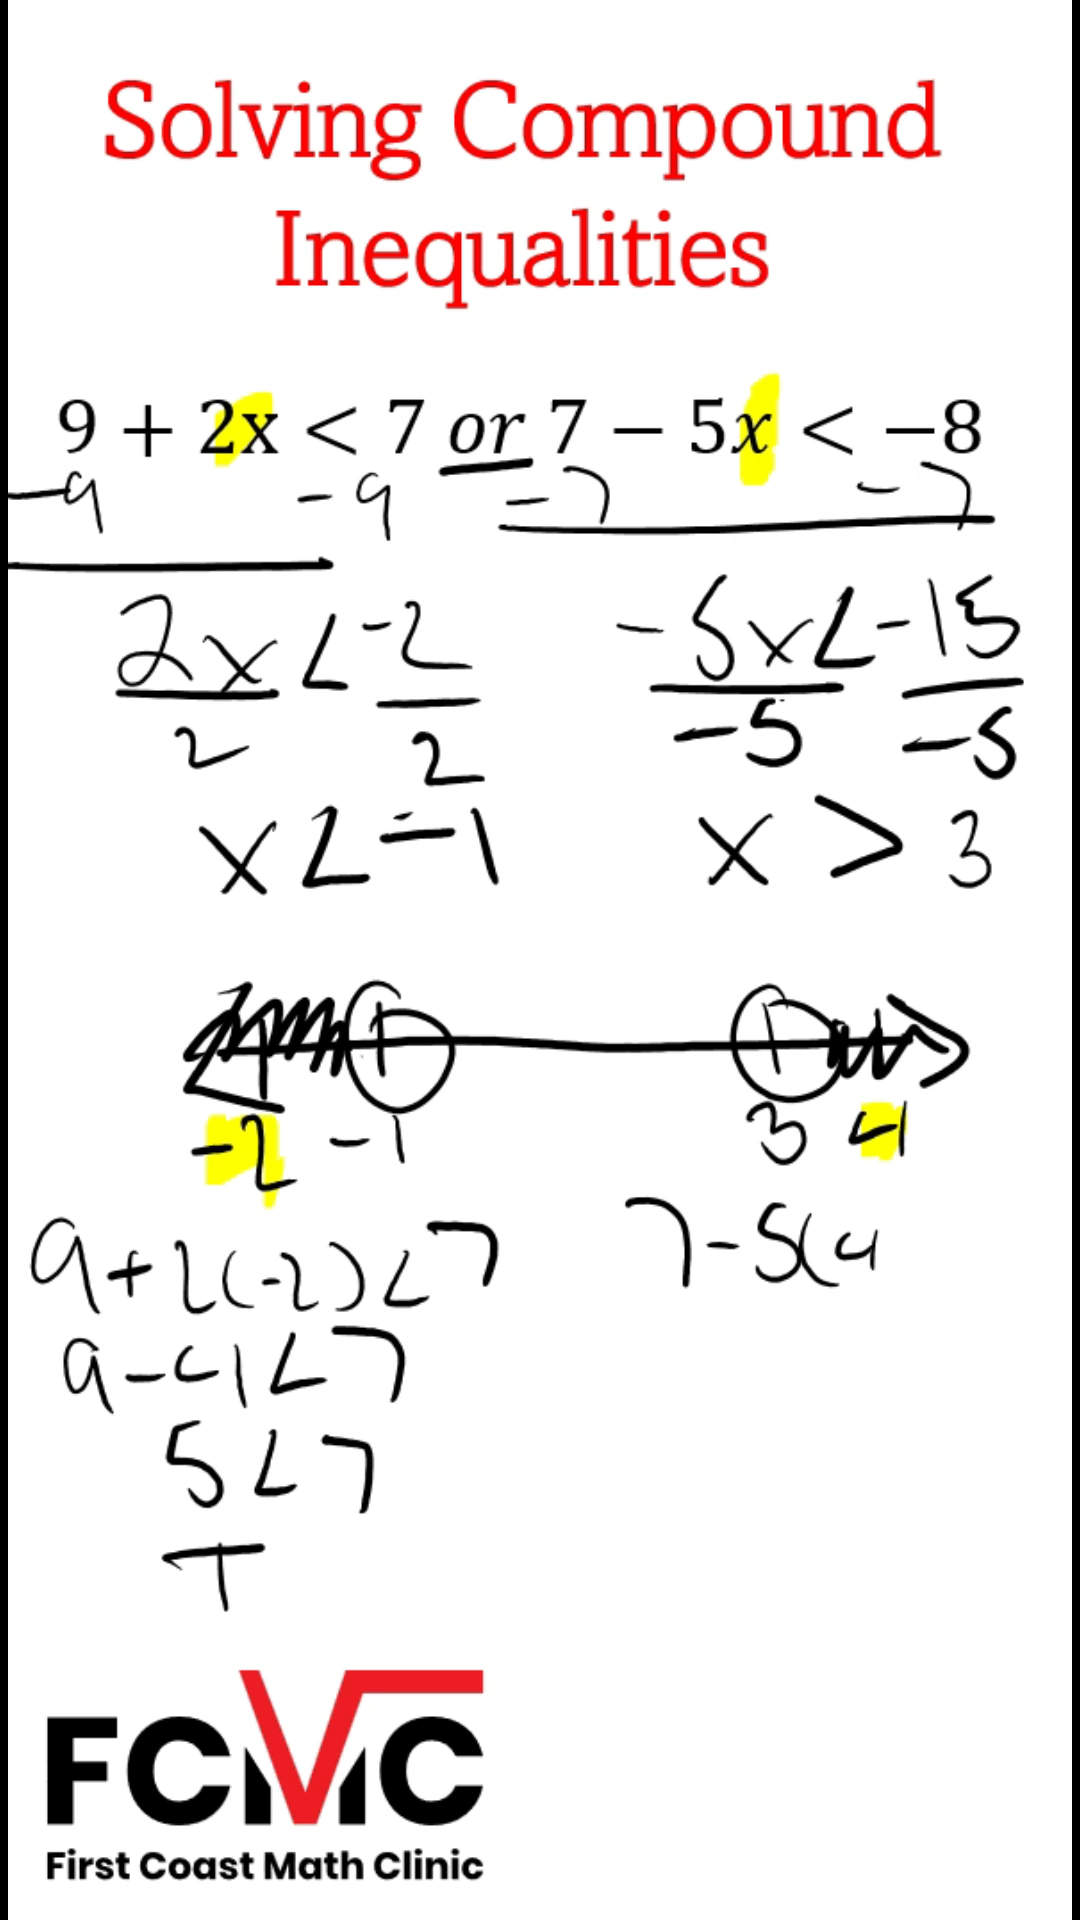 Solving Compound
Inequalities
9 + 2x < 7 or 7 − 5x < −8
-9 -9 -7 -7
2x < -2 -5x < -15
2 2 -5 -5
x < -1 x > 3
-2 -1 3 4
9+2(-2)<7 7-5(4
9-4<7
5<7
T
FCMC
First Coast Math Clinic